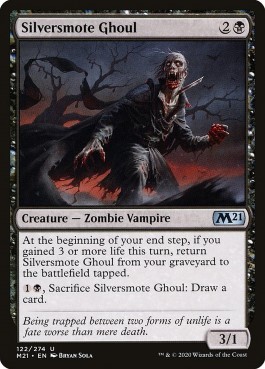 Silversmote Ghoul 2
Creature — Zombie Vampire M21
At the beginning of your end step, if you
gained 3 or more life this turn, return
Silversmote Ghoul from your graveyard to
the battlefield tapped.
1 , Sacrifice Silversmote Ghoul: Draw a
card.
Being trapped between two forms of unlife is a
fate worse than mere death.
3/1
122/274 U
M21 • EN BRYAN SOLA
™ & © 2020 Wizards of the Coast